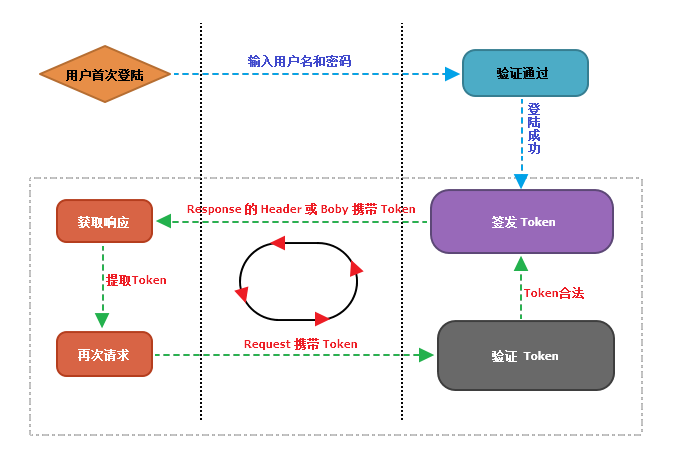 用户首次登陆
输入用户名和密码
验证通过
登陆成功
Response 的 Header 或 Boby 携带 Token
获取响应
签发 Token
提取Token
Token合法
Request 携带 Token
再次请求
验证 Token